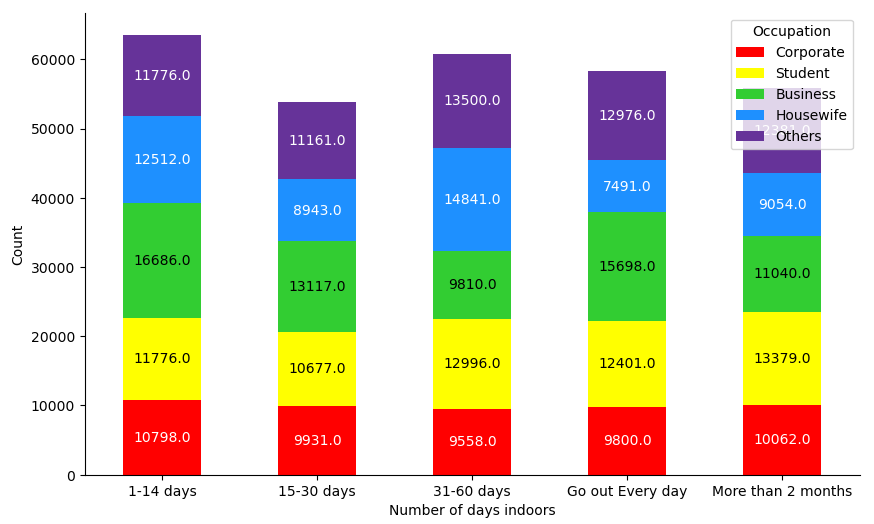 Occupation
Corporate
Student
Business
Housewife
Others
Count
60000
50000
40000
30000
20000
10000
0
11776.0
12512.0
16686.0
11776.0
10798.0
11161.0
8943.0
13117.0
10677.0
9931.0
13500.0
14841.0
9810.0
12996.0
9558.0
12976.0
7491.0
15698.0
12401.0
9800.0
9054.0
11040.0
13379.0
10062.0
1-14 days
15-30 days
31-60 days
Go out Every day
More than 2 months
Number of days indoors